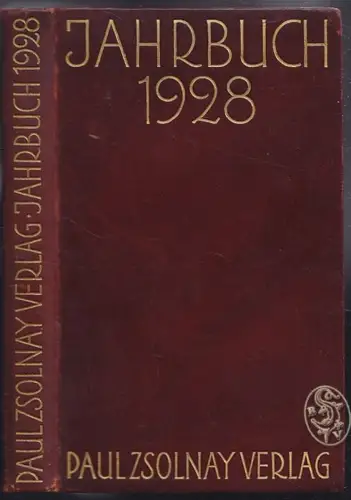 JAHRBUCH
1928
PAUL ZSOLNAY VERLAG
PAUL ZSOLNAY VERLAG · JAHRBUCH 1928